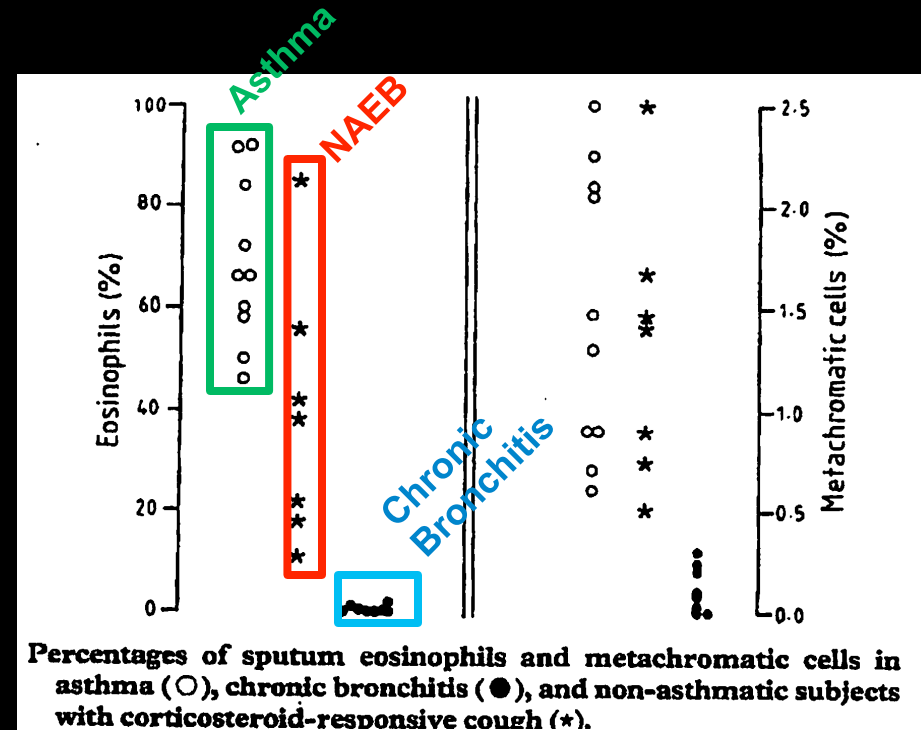 Asthma
NAEB
100
80
60
40
20
0
Eosinophils (%)
Chronic
Bronchitis
2.5
2.0
1.5
1.0
0.5
0.0
Metachromatic cells (%)
Percentages of sputum eosinophils and metachromatic cells in
asthma (○), chronic bronchitis (●), and non-asthmatic subjects
with corticosteroid-responsive cough (*).